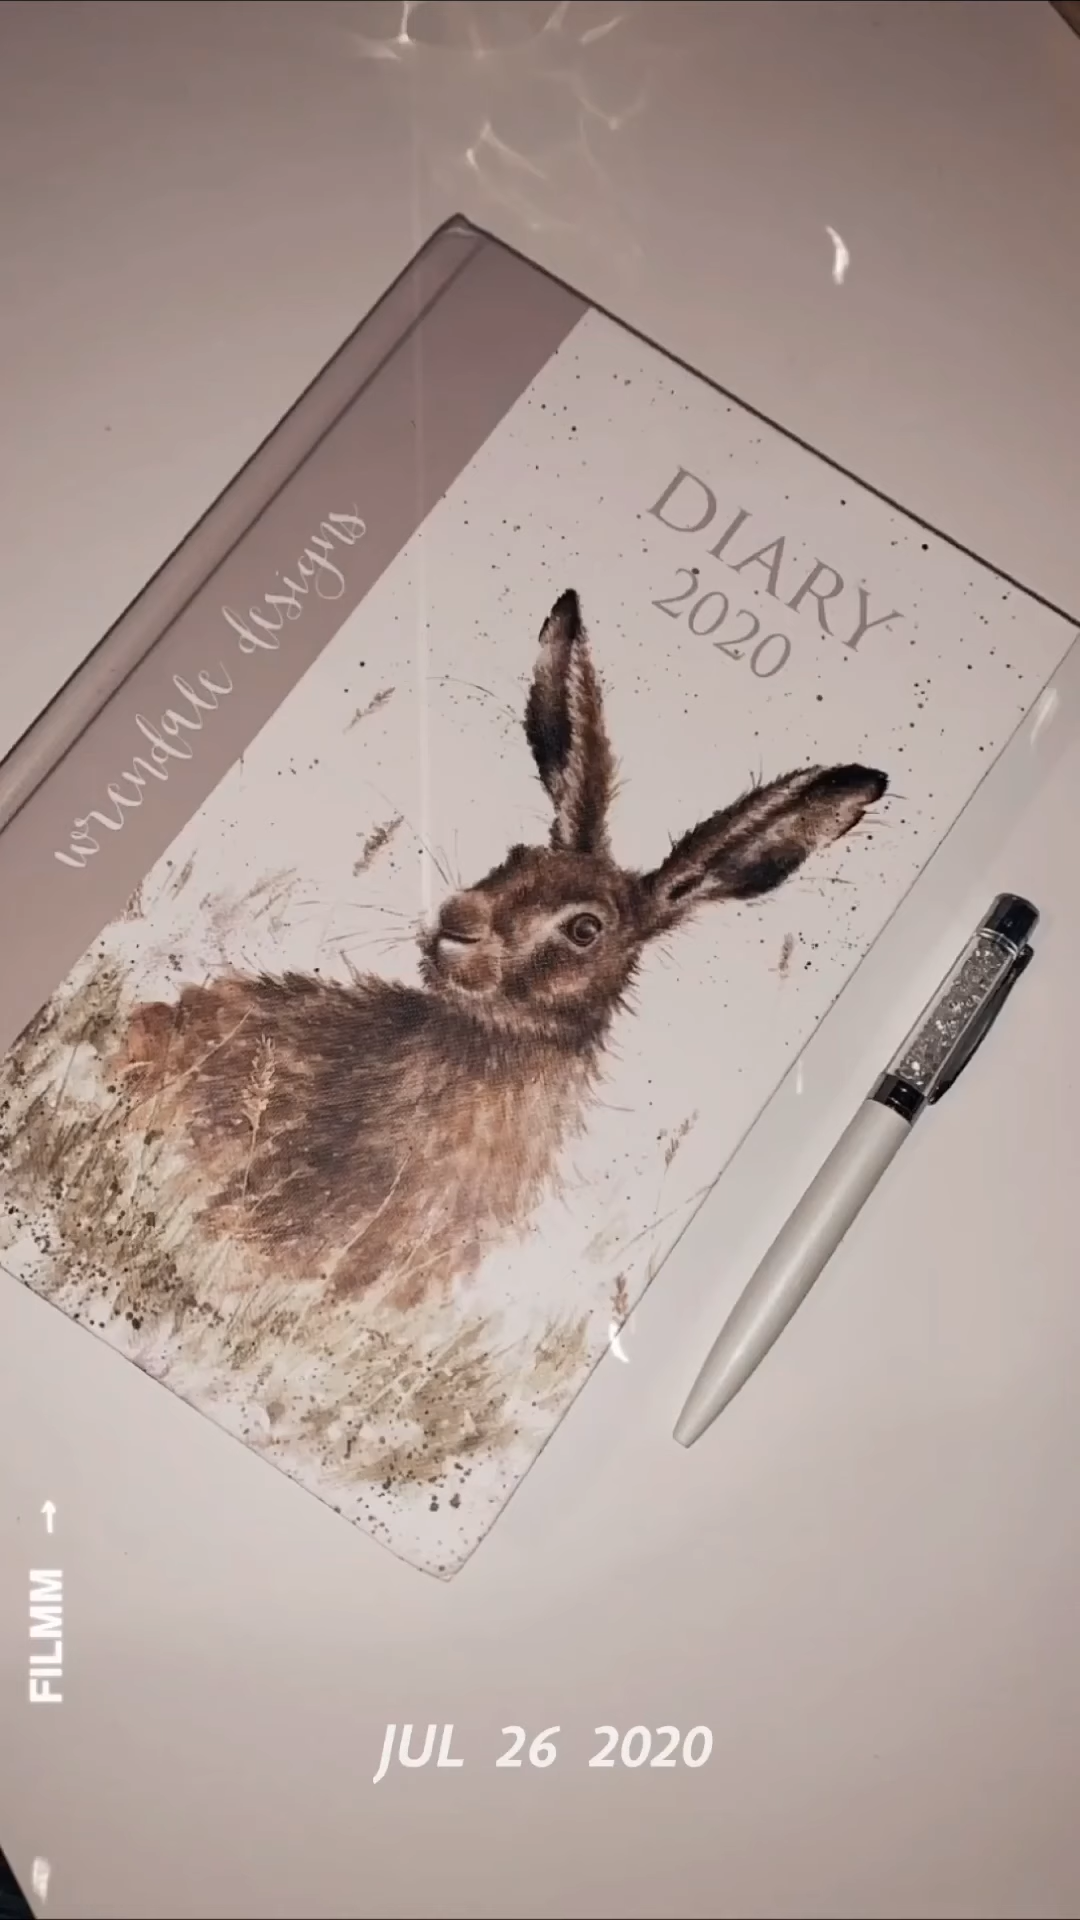 wrendale designs
DIARY
2020
FILMM →
JUL 26 2020